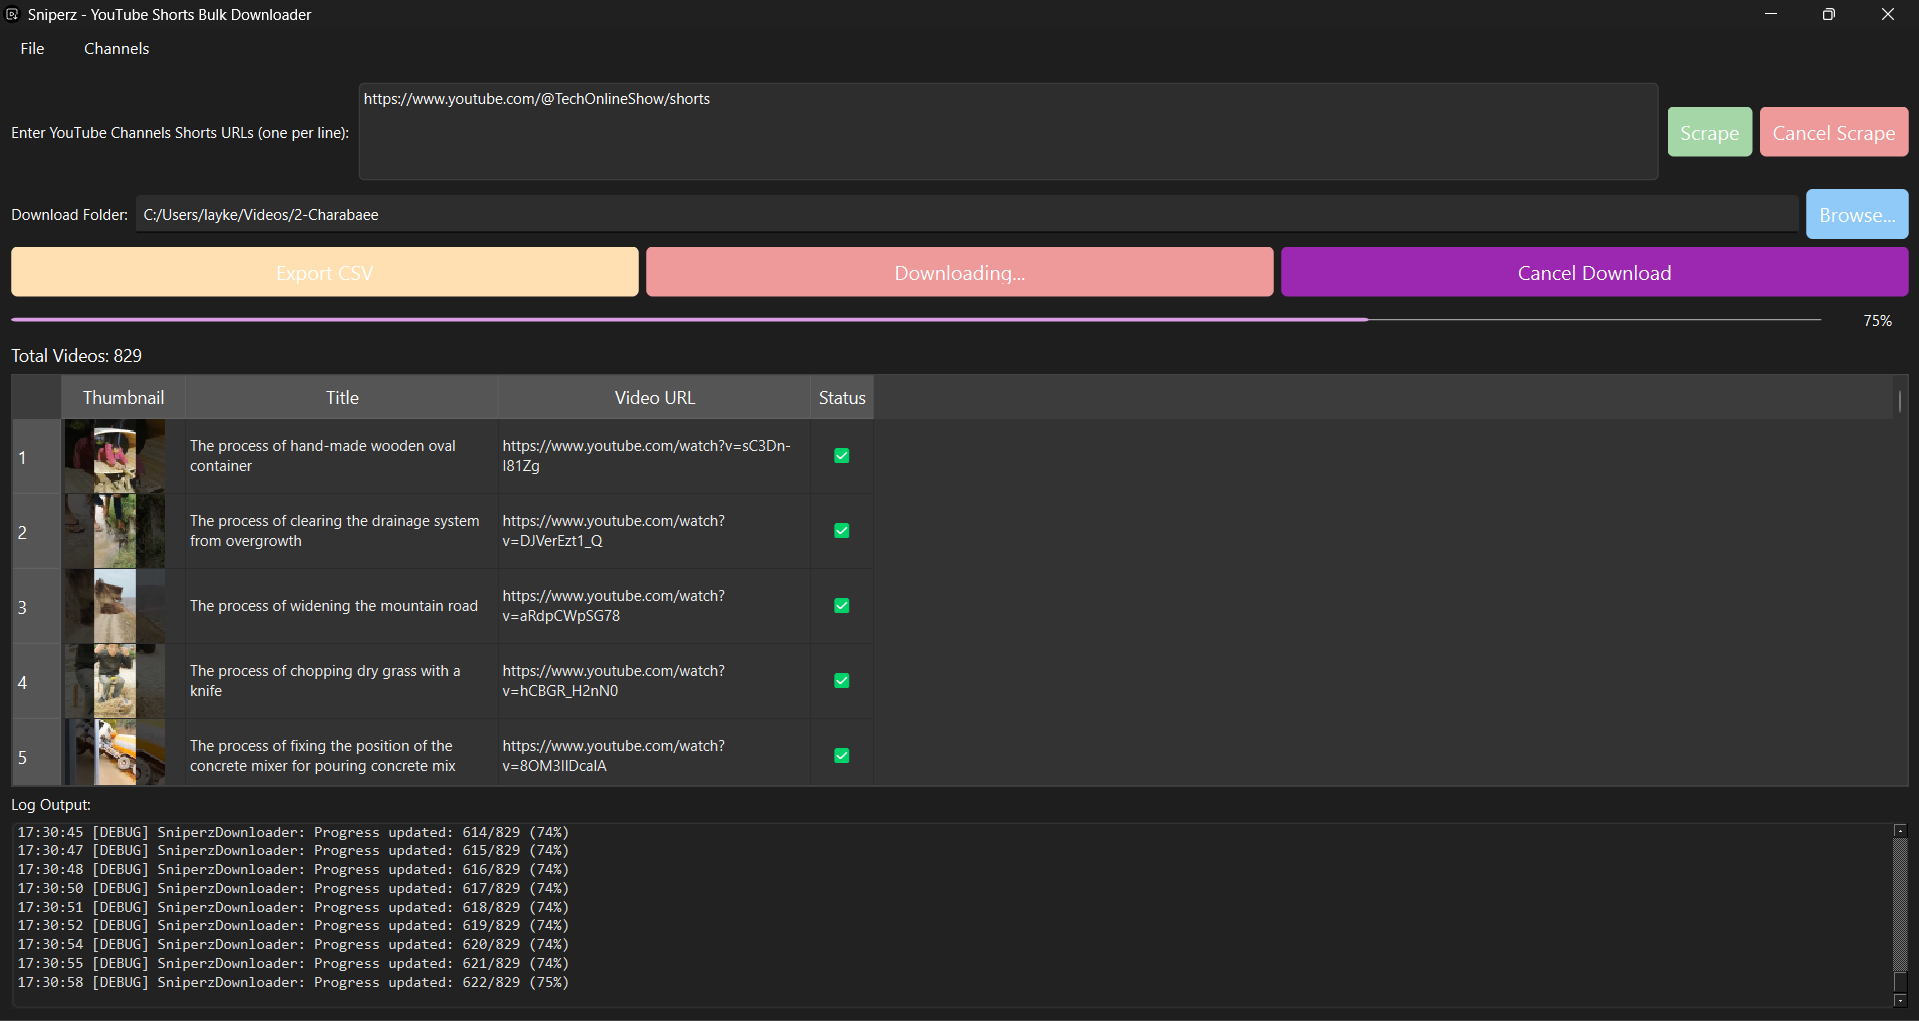 Sniperz - YouTube Shorts Bulk Downloader
File Channels
https://www.youtube.com/@TechOnlineShow/shorts
Enter YouTube Channels Shorts URLs (one per line):
Scrape Cancel Scrape
Download Folder: C:/Users/layke/Videos/2-Charabaee Browse...
Export CSV Downloading... Cancel Download
75%
Total Videos: 829
Thumbnail Title Video URL Status
1
The process of hand-made wooden oval
container
https://www.youtube.com/watch?v=sC3Dn-
I81Zg
2
The process of clearing the drainage system
from overgrowth
https://www.youtube.com/watch?
v=DJVerEzt1_Q
3
The process of widening the mountain road
https://www.youtube.com/watch?
v=aRdpCWpSG78
4
The process of chopping dry grass with a
knife
https://www.youtube.com/watch?
v=hCBGR_H2nN0
5
The process of fixing the position of the
concrete mixer for pouring concrete mix
https://www.youtube.com/watch?
v=8OM3IIDcaIA
Log Output:
17:30:45 [DEBUG] SniperzDownloader: Progress updated: 614/829 (74%)
17:30:47 [DEBUG] SniperzDownloader: Progress updated: 615/829 (74%)
17:30:48 [DEBUG] SniperzDownloader: Progress updated: 616/829 (74%)
17:30:50 [DEBUG] SniperzDownloader: Progress updated: 617/829 (74%)
17:30:51 [DEBUG] SniperzDownloader: Progress updated: 618/829 (74%)
17:30:52 [DEBUG] SniperzDownloader: Progress updated: 619/829 (74%)
17:30:54 [DEBUG] SniperzDownloader: Progress updated: 620/829 (74%)
17:30:55 [DEBUG] SniperzDownloader: Progress updated: 621/829 (74%)
17:30:58 [DEBUG] SniperzDownloader: Progress updated: 622/829 (75%)